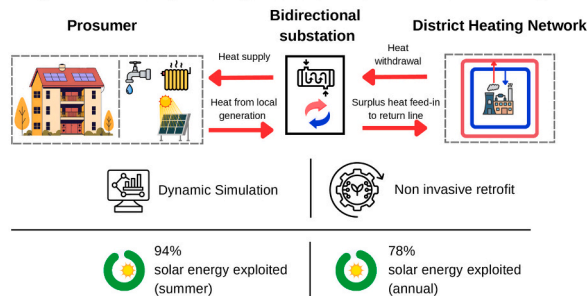 Prosumer
Bidirectional
substation
District Heating Network
Heat supply
Heat
withdrawal
Heat from local
generation
Surplus heat feed-in
to return line
Dynamic Simulation
Non invasive retrofit
94%
solar energy exploited
(summer)
78%
solar energy exploited
(annual)